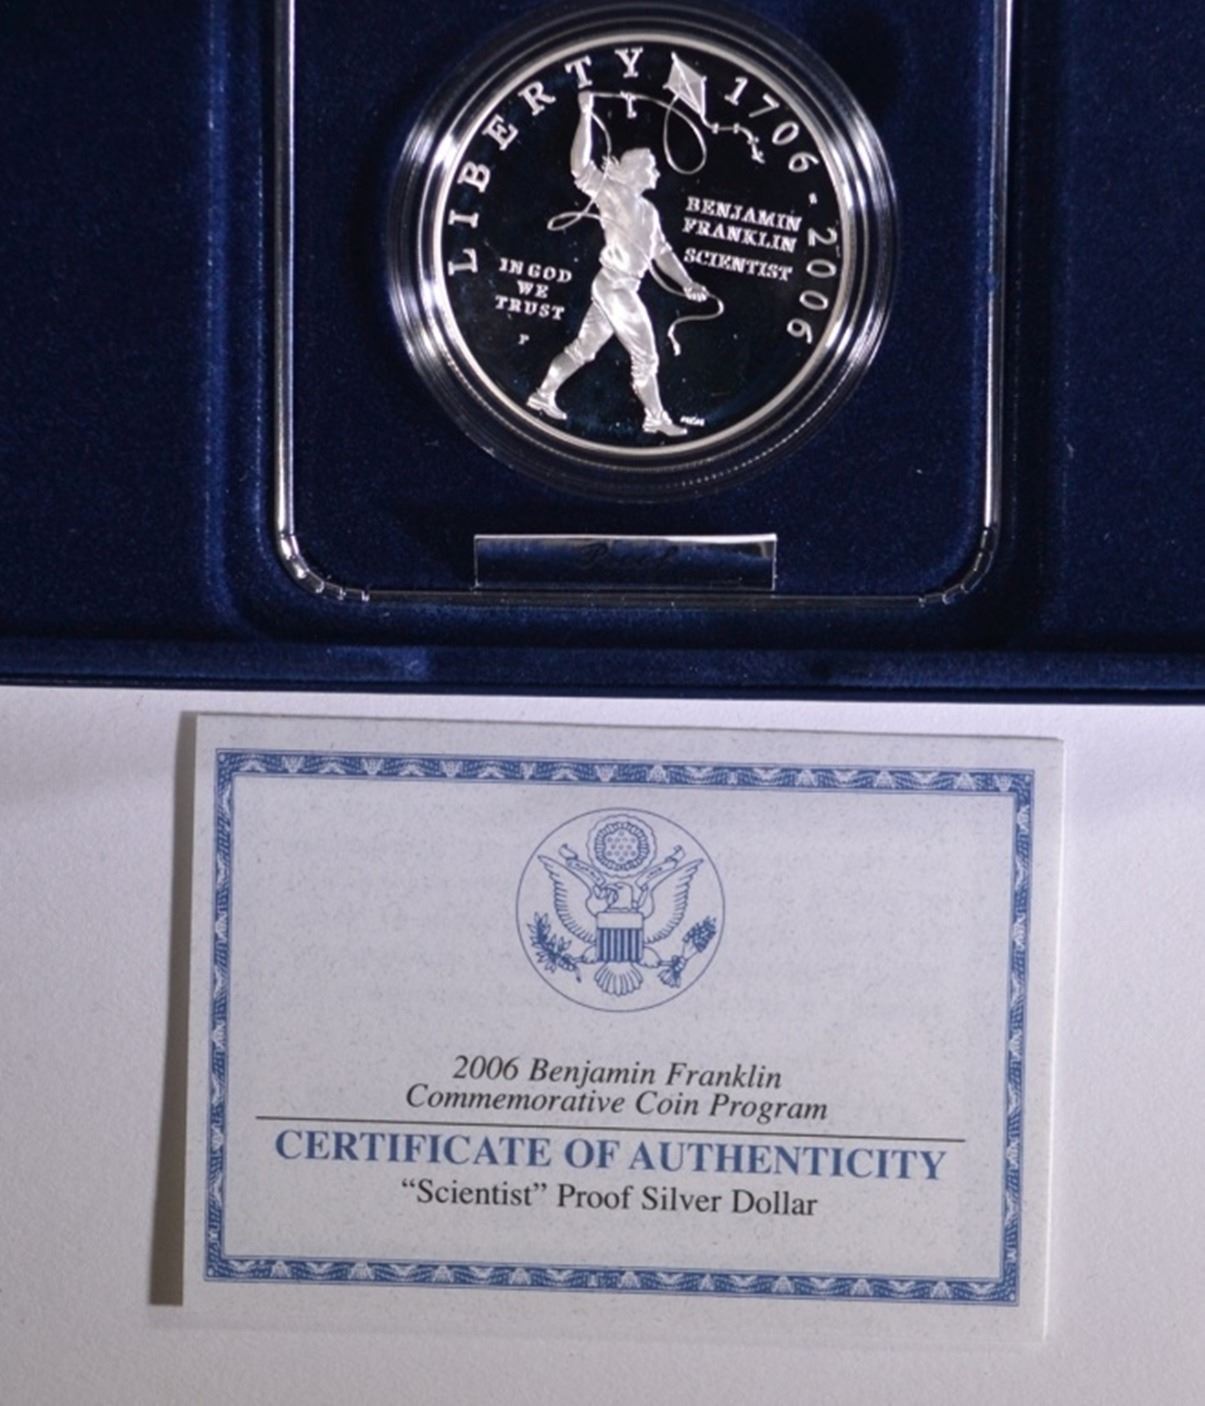 LIBERTY 1706-2006
BENJAMIN
FRANKLIN
SCIENTIST
IN GOD
WE
TRUST
P
Proof
2006 Benjamin Franklin
Commemorative Coin Program
CERTIFICATE OF AUTHENTICITY
“Scientist” Proof Silver Dollar